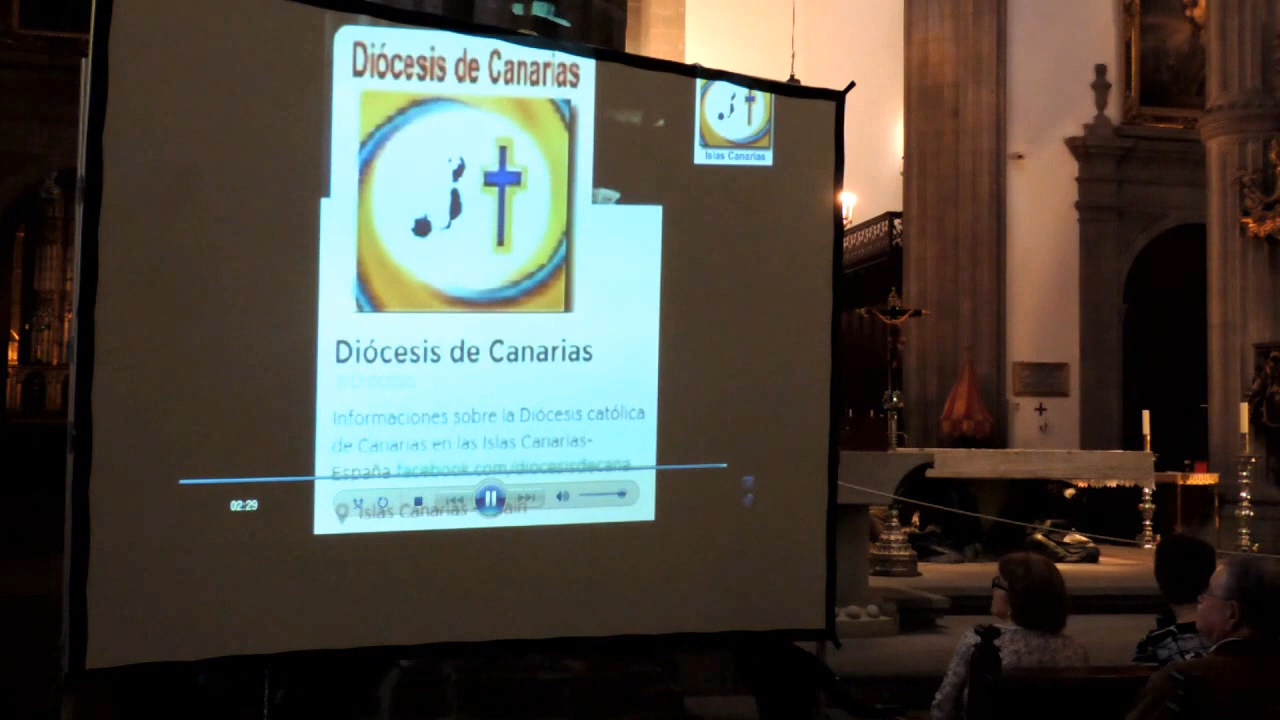 Diócesis de Canarias
Islas Canarias
Diócesis de Canarias
Informaciones sobre la Diócesis católica
de Canarias en las Islas Canarias-
España facebook.com/diocesisdecana
02:29
Islas Canarias -